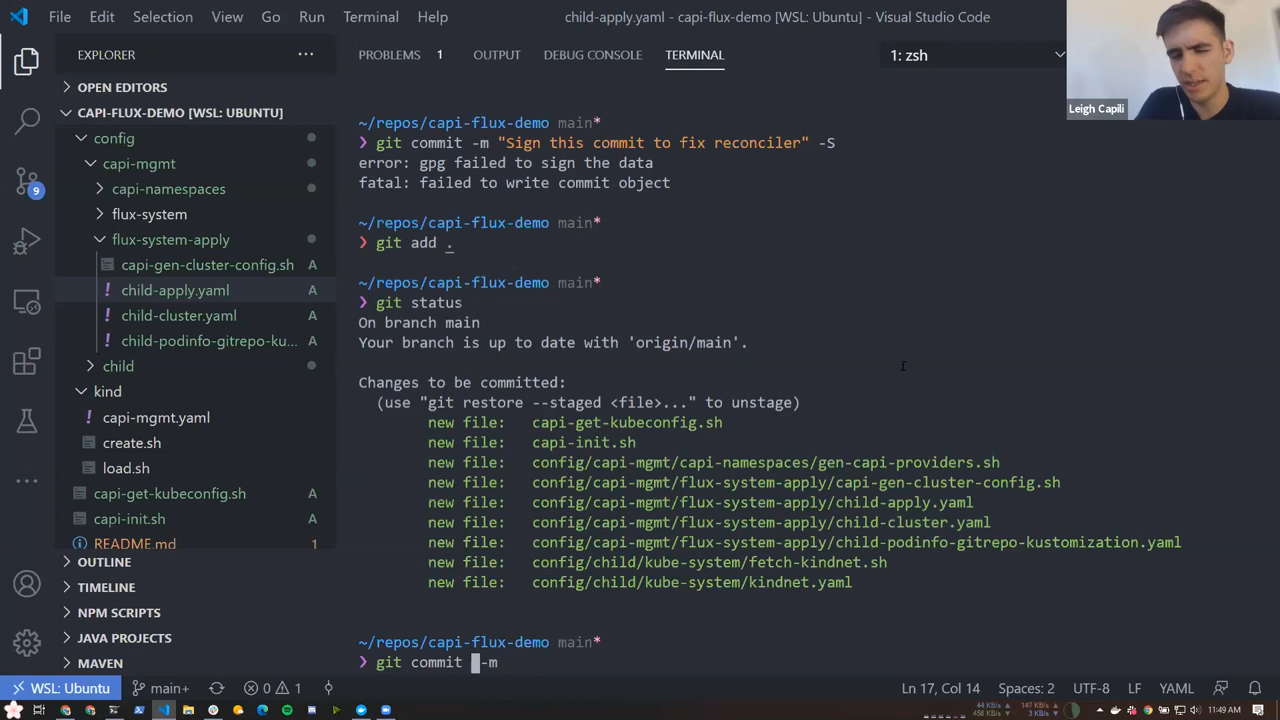 File Edit Selection View Go Run Terminal Help child-apply.yaml - capi-flux-demo [WSL: Ubuntu] - Visual Studio Code
EXPLORER
OPEN EDITORS
CAPI-FLUX-DEMO [WSL: UBUNTU]
config
capi-mgmt
capi-namespaces
flux-system
flux-system-apply
capi-gen-cluster-config.sh A
child-apply.yaml A
child-cluster.yaml A
child-podinfo-gitrepo-ku... A
child
kind
capi-mgmt.yaml
create.sh
load.sh
capi-get-kubeconfig.sh A
capi-init.sh A
README.md 1
OUTLINE
TIMELINE
NPM SCRIPTS
JAVA PROJECTS
MAVEN
9
PROBLEMS 1 OUTPUT DEBUG CONSOLE TERMINAL 1: zsh
Leigh Capili
~/repos/capi-flux-demo main*
❯ git commit -m "Sign this commit to fix reconciler" -S
error: gpg failed to sign the data
fatal: failed to write commit object
~/repos/capi-flux-demo main*
❯ git add .
~/repos/capi-flux-demo main*
❯ git status
On branch main
Your branch is up to date with 'origin/main'.
Changes to be committed:
(use "git restore --staged <file>..." to unstage)
new file: capi-get-kubeconfig.sh
new file: capi-init.sh
new file: config/capi-mgmt/capi-namespaces/gen-capi-providers.sh
new file: config/capi-mgmt/flux-system-apply/capi-gen-cluster-config.sh
new file: config/capi-mgmt/flux-system-apply/child-apply.yaml
new file: config/capi-mgmt/flux-system-apply/child-cluster.yaml
new file: config/capi-mgmt/flux-system-apply/child-podinfo-gitrepo-kustomization.yaml
new file: config/child/kube-system/fetch-kindnet.sh
new file: config/child/kube-system/kindnet.yaml
~/repos/capi-flux-demo main*
❯ git commit -m
WSL: Ubuntu main+ 0 1 Ln 17, Col 14 Spaces: 2 UTF-8 LF YAML
11:49 AM